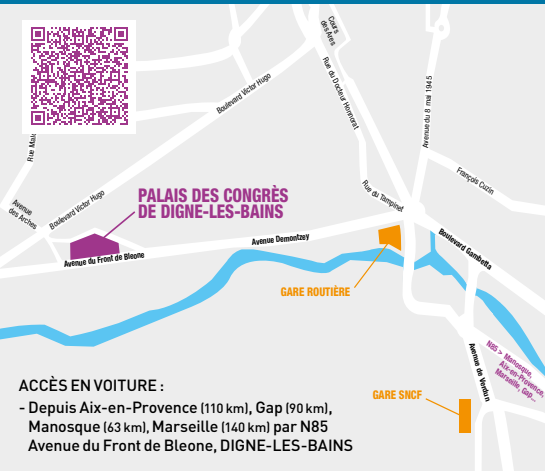 Cours
des Ares
Rue du Docteur Honnorat
Avenue du 8 mai 1945
Boulevard Victor Hugo
François Cuzin
Rue du Tampinet
Avenue
des Arches
Boulevard Victor Hugo
PALAIS DES CONGRÈS
DE DIGNE-LES-BAINS
Avenue Demontzey
Boulevard Gambetta
Avenue du Front de Bleone
GARE ROUTIÈRE
Avenue de Verdun
N85 > Manosque,
Aix-en-Provence,
Marseille, Gap...
GARE SNCF
ACCÈS EN VOITURE :
- Depuis Aix-en-Provence (110 km), Gap (90 km),
Manosque (63 km), Marseille (140 km) par N85
Avenue du Front de Bleone, DIGNE-LES-BAINS